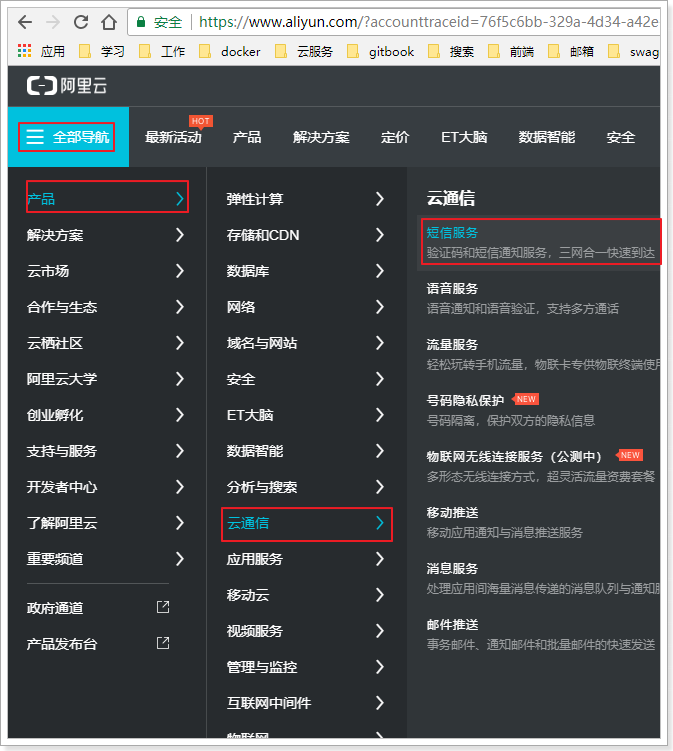 安全 https://www.aliyun.com/?accounttraceid=76f5c6bb-329a-4d34-a42e
应用 学习 工作 docker 云服务 gitbook 搜索 前端 邮箱 swag
阿里云
HOT
全部导航 最新活动 产品 解决方案 定价 ET大脑 数据智能 安全
产品
解决方案
云市场
合作与生态
云栖社区
阿里云大学
创业孵化
支持与服务
开发者中心
了解阿里云
重要频道
政府通道
产品发布台
弹性计算
存储和CDN
数据库
网络
域名与网站
安全
ET大脑
数据智能
分析与搜索
云通信
应用服务
移动云
视频服务
管理与监控
互联网中间件
物联网
云通信
短信服务
验证码和短信通知服务，三网合一快速到达
语音服务
语音通知和语音验证，支持多方通话
流量服务
轻松玩转手机流量，物联卡专供物联终端使用
号码隐私保护 NEW
号码隔离，保护双方的隐私信息
物联网无线连接服务（公测中） NEW
多形态无线连接方式，超灵活流量资费套餐
移动推送
移动应用通知与消息推送服务
消息服务
处理应用间海量消息传递的消息队列与通知服
邮件推送
事务邮件、通知邮件和批量邮件的快速发送